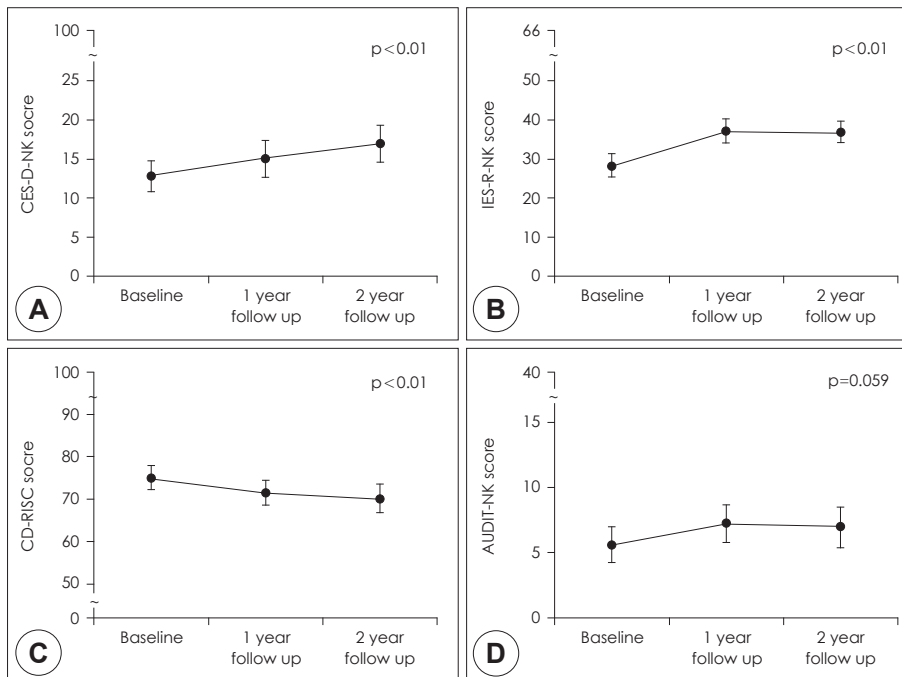 100
p<0.01
~
25
20
15
10
5
0
CES-D-NK socre
Baseline
1 year
follow up
2 year
follow up
A
66
p<0.01
~
50
40
30
20
10
0
IES-R-NK score
Baseline
1 year
follow up
2 year
follow up
B
100
p<0.01
~
90
80
70
60
50
~
0
CD-RISC socre
Baseline
1 year
follow up
2 year
follow up
C
40
p=0.059
~
15
10
5
0
AUDIT-NK score
Baseline
1 year
follow up
2 year
follow up
D